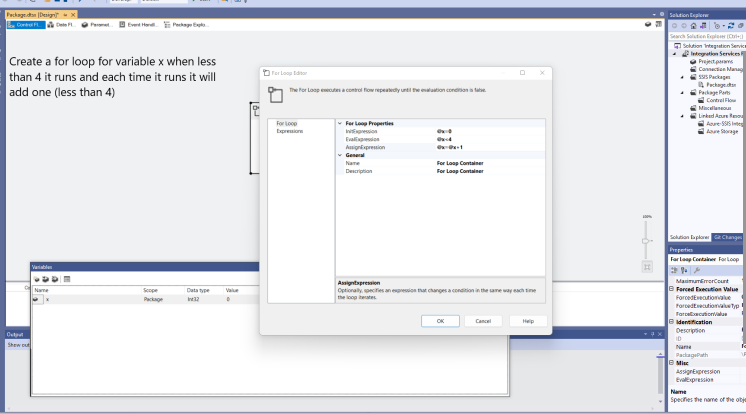 Package.dtsx [Design]*
Solution Explorer
Control Fl...
Data Fl...
Paramet...
Event Handl...
Package Explo...
Search Solution Explorer (Ctrl+;)
Solution 'Integration Service
Integration Services
Project.params
Connection Manag
SSIS Packages
Package.dtsx
Package Parts
Control Flow
Miscellaneous
Linked Azure Resou
Azure-SSIS Integ
Azure Storage
Create a for loop for variable x when less
than 4 it runs and each time it runs it will
add one (less than 4)
For Loop Editor
The For Loop executes a control flow repeatedly until the evaluation condition is false.
For Loop
Expressions
For Loop Properties
InitExpression @x=0
EvalExpression @x<4
AssignExpression @x=@x+1
General
Name For Loop Container
Description For Loop Container
AssignExpression
Optionally, specifies an expression that changes a condition in the same way each time
the loop iterates.
OK Cancel Help
100%
Variables
Name Scope Data type Value
x Package Int32 0
Output
Show out
Solution Explorer Git Changes
Properties
For Loop Container For Loop
MaximumErrorCount
Forced Execution Value
ForcedExecutionValue
ForcedExecutionValueTyp
ForceExecutionValue
Identification
Description
ID
Name
PackagePath
Misc
AssignExpression
EvalExpression
Name
Specifies the name of the obje